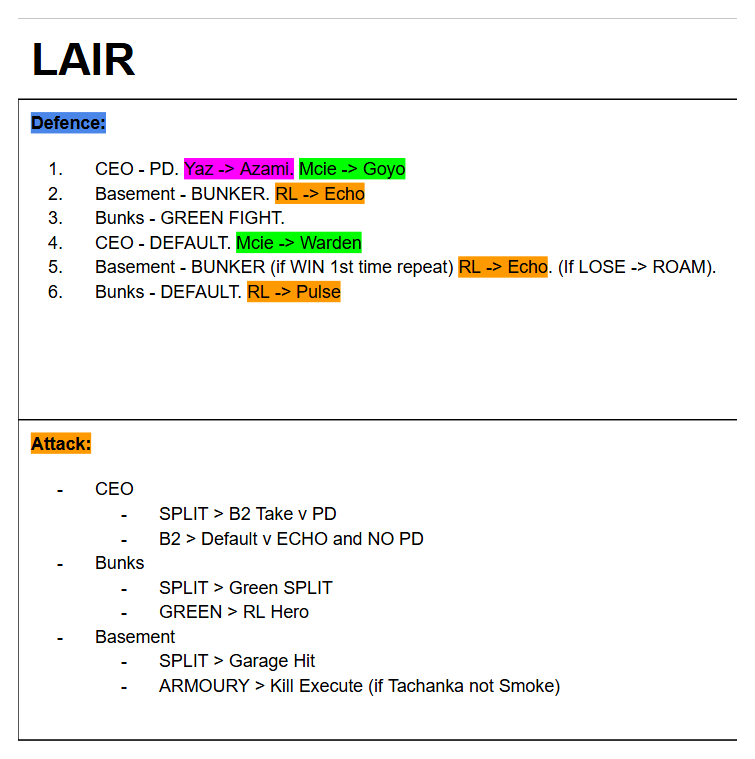 LAIR
Defence:
1. CEO - PD. Yaz -> Azami. Mcie -> Goyo
2. Basement - BUNKER. RL -> Echo
3. Bunks - GREEN FIGHT.
4. CEO - DEFAULT. Mcie -> Warden
5. Basement - BUNKER (if WIN 1st time repeat) RL -> Echo. (If LOSE -> ROAM).
6. Bunks - DEFAULT. RL -> Pulse
Attack:
- CEO
- SPLIT > B2 Take v PD
- B2 > Default v ECHO and NO PD
- Bunks
- SPLIT > Green SPLIT
- GREEN > RL Hero
- Basement
- SPLIT > Garage Hit
- ARMOURY > Kill Execute (if Tachanka not Smoke)